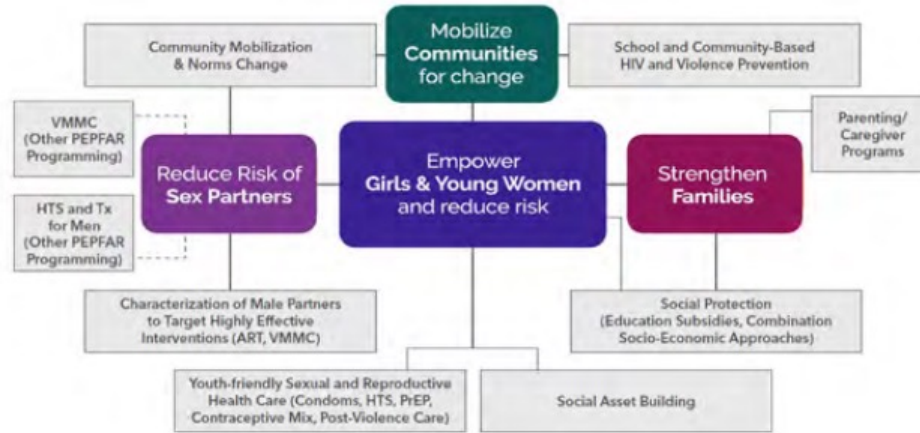 Mobilize
Communities
for change
Community Mobilization
& Norms Change
School and Community-Based
HIV and Violence Prevention
VMMC
(Other PEPFAR
Programming)
Parenting/
Caregiver
Programs
Reduce Risk of
Sex Partners
Empower
Girls & Young Women
and reduce risk
Strengthen
Families
HTS and Tx
for Men
(Other PEPFAR
Programming)
Characterization of Male Partners
to Target Highly Effective
Interventions (ART, VMMC)
Social Protection
(Education Subsidies, Combination
Socio-Economic Approaches)
Youth-friendly Sexual and Reproductive
Health Care (Condoms, HTS, PrEP,
Contraceptive Mix, Post-Violence Care)
Social Asset Building